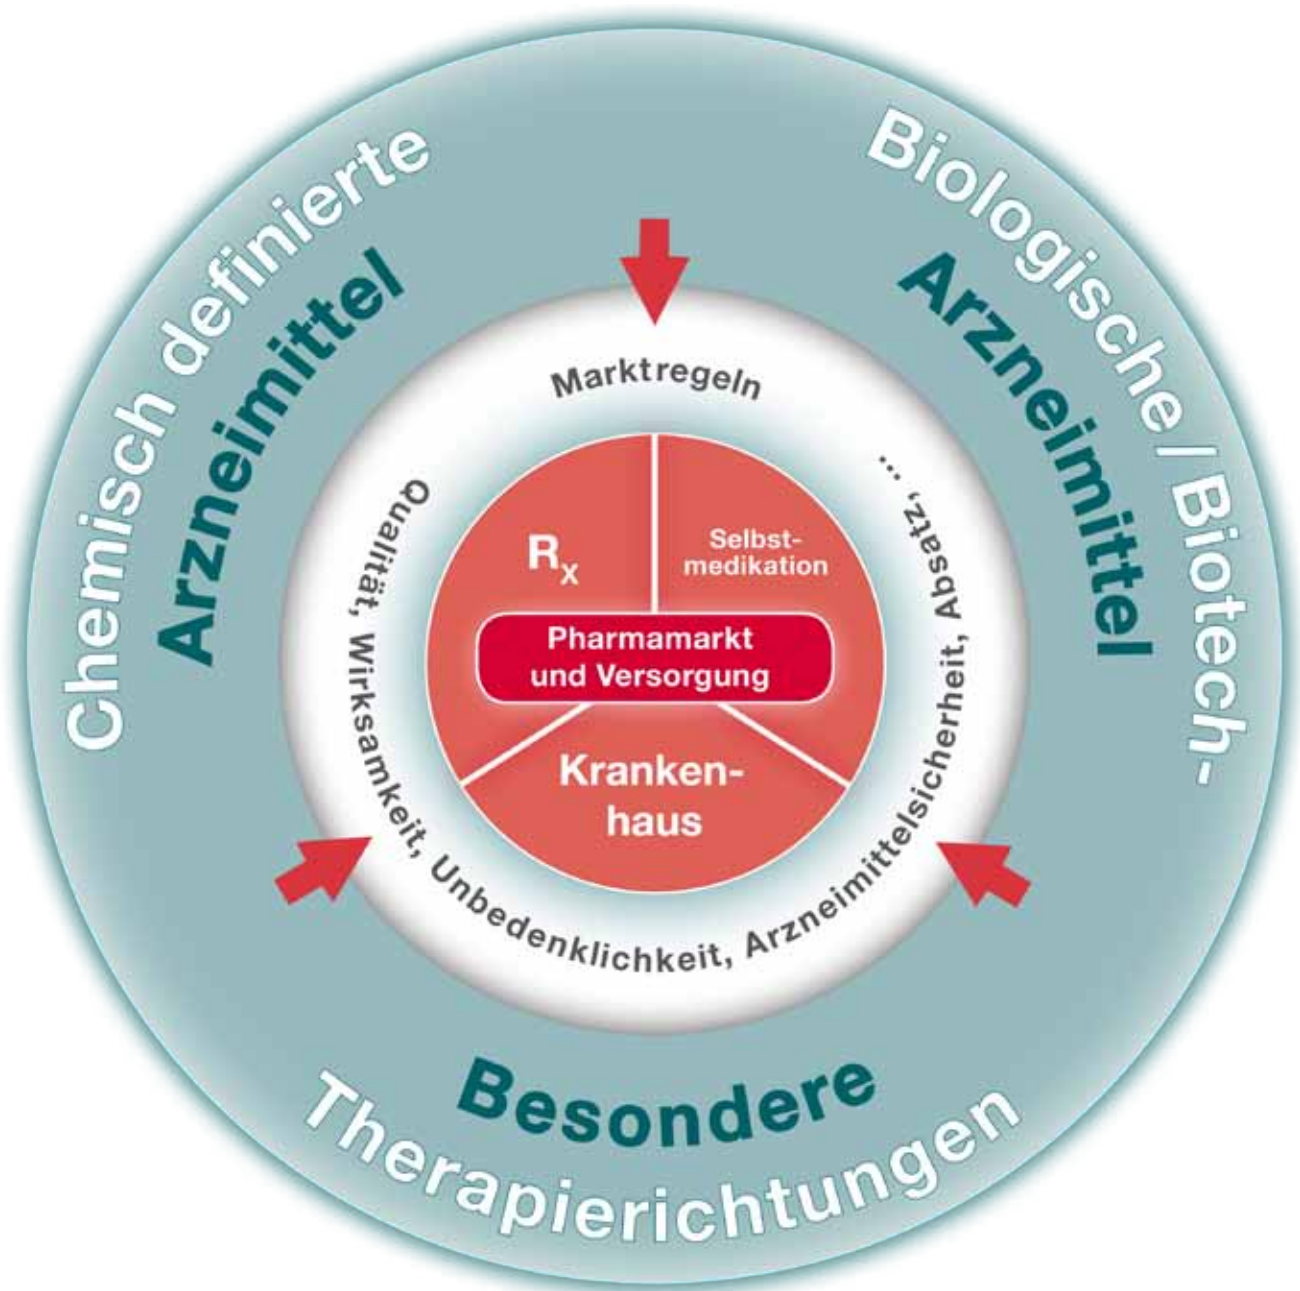 Chemisch definierte
Arzneimittel
Biologische / Biotech-
Arzneimittel
Marktregeln
Qualität, Wirksamkeit, Unbedenklichkeit, Arzneimittelsicherheit, Absatz, ...
Rx
Selbst-
medikation
Pharmamarkt
und Versorgung
Kranken-
haus
Besondere
Therapierichtungen